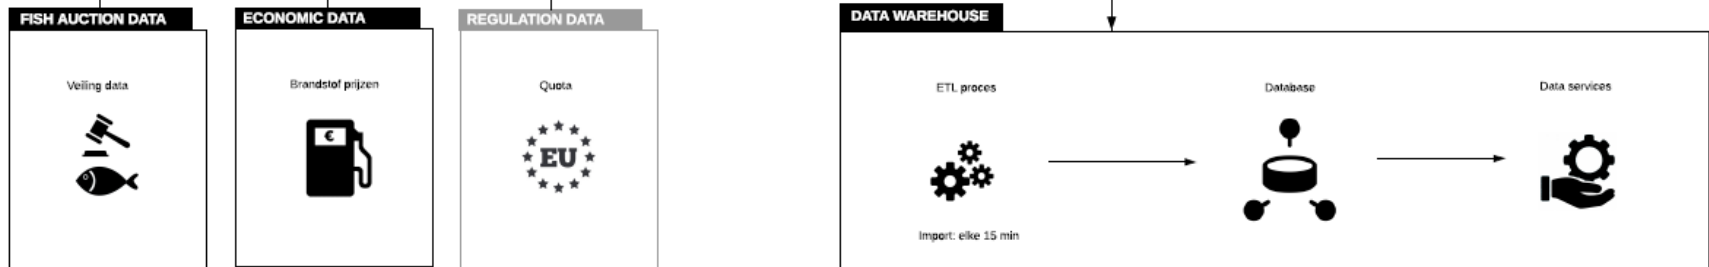 FISH AUCTION DATA
ECONOMIC DATA
REGULATION DATA
DATA WAREHOUSE
Veiling data
Brandstof prijzen
Quota
ETL proces
Database
Data services
€
EU
Import: elke 15 min